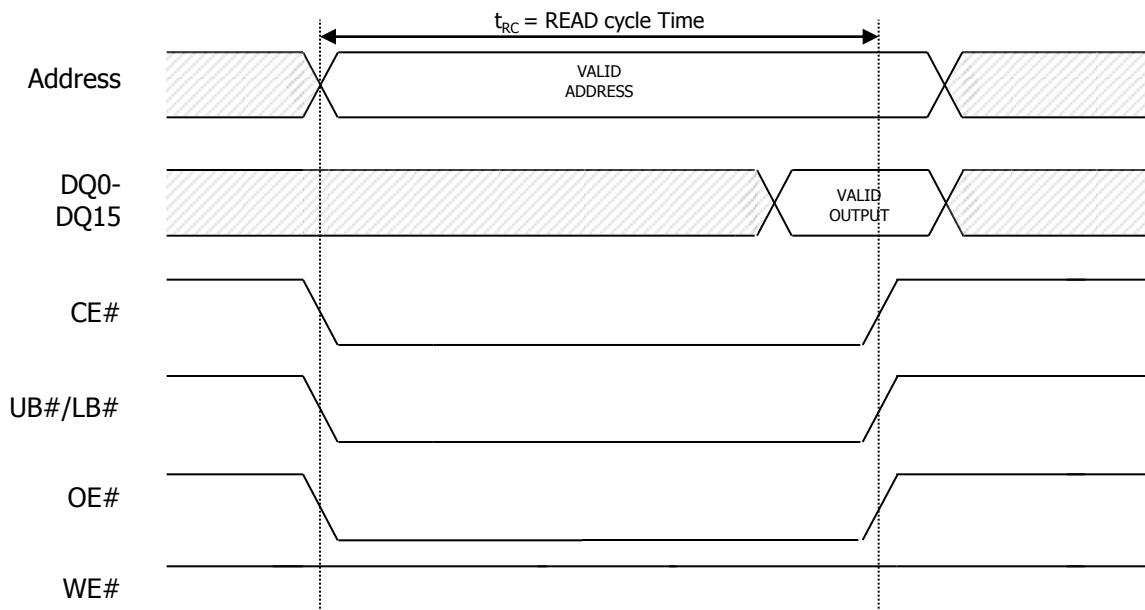 tRC = READ cycle Time
Address
VALID
ADDRESS
DQ0-
DQ15
VALID
OUTPUT
CE#
UB#/LB#
OE#
WE#